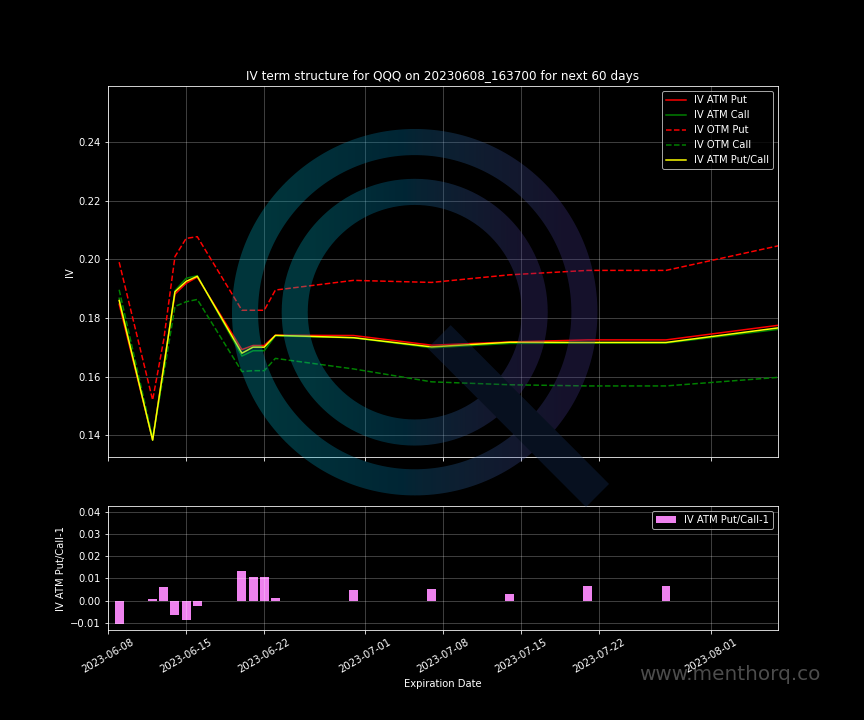 IV term structure for QQQ on 20230608_163700 for next 60 days
IV ATM Put
IV ATM Call
IV OTM Put
IV OTM Call
IV ATM Put/Call
0.24
0.22
0.20
0.18
0.16
0.14
IV
IV ATM Put/Call-1
0.04
0.03
0.02
0.01
0.00
−0.01
IV ATM Put/Call-1
2023-06-08
2023-06-15
2023-06-22
2023-07-01
2023-07-08
2023-07-15
2023-07-22
2023-08-01
Expiration Date
www.menthorq.co